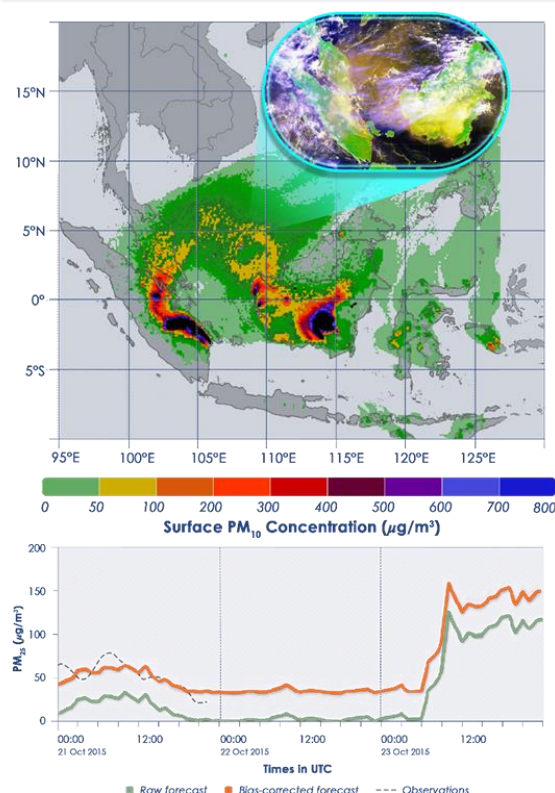 15°N
10°N
5°N
0°
5°S
95°E 100°E 105°E 110°E 115°E 120°E 125°E
0 50 100 200 300 400 500 600 700 800
Surface PM10 Concentration (µg/m³)
200
150
100
50
0
PM25 (µg/m³)
00:00 12:00 00:00 12:00 00:00 12:00
21 Oct 2015 22 Oct 2015 23 Oct 2015
Times in UTC
Raw forecast Bias-corrected forecast Observations